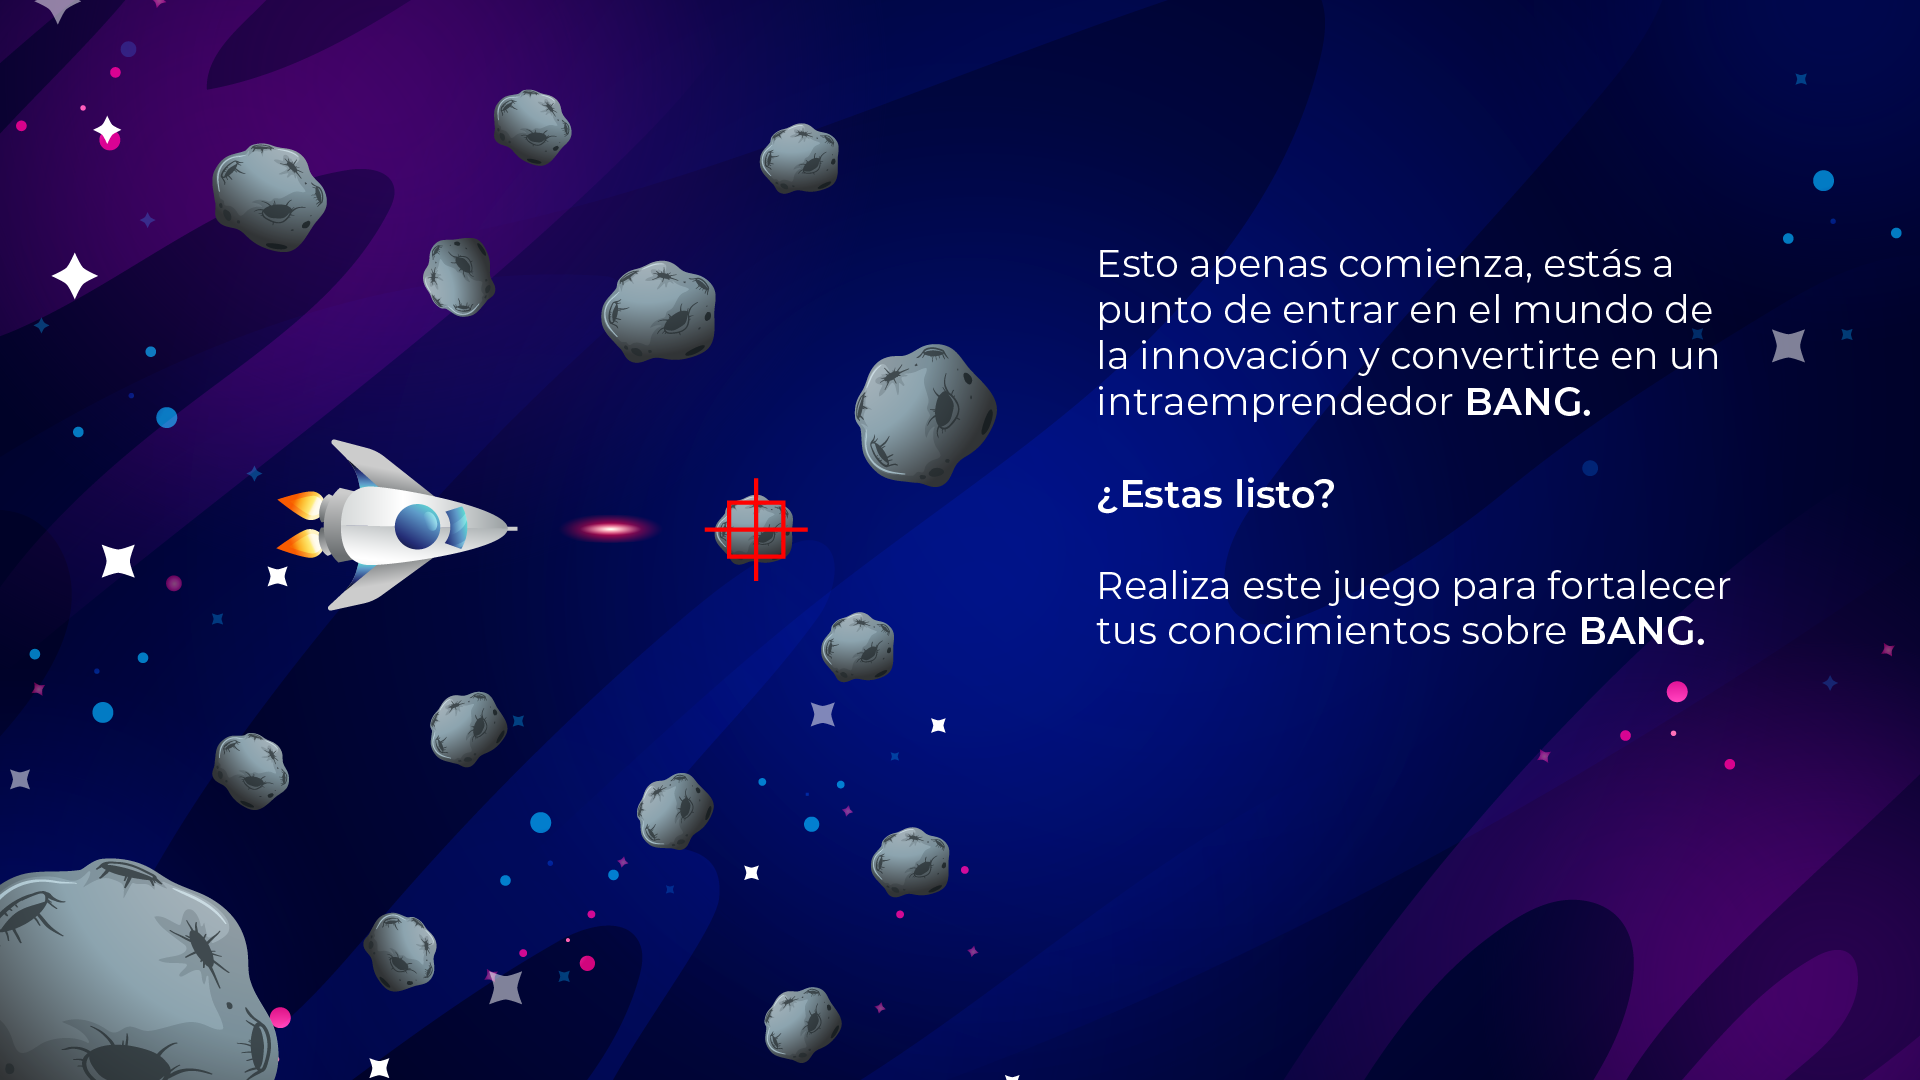 Esto apenas comienza, estás a
punto de entrar en el mundo de
la innovación y convertirte en un
intraemprendedor BANG.
¿Estas listo?
Realiza este juego para fortalecer
tus conocimientos sobre BANG.